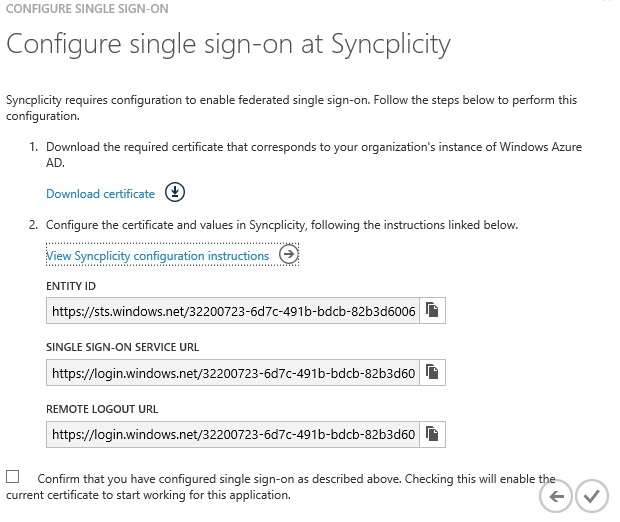 CONFIGURE SINGLE SIGN-ON
Configure single sign-on at Syncplicity
Syncplicity requires configuration to enable federated single sign-on. Follow the steps below to perform this
configuration.
1. Download the required certificate that corresponds to your organization's instance of Windows Azure
AD.
Download certificate
2. Configure the certificate and values in Syncplicity, following the instructions linked below.
View Syncplicity configuration instructions
ENTITY ID
https://sts.windows.net/32200723-6d7c-491b-bdcb-82b3d6006
SINGLE SIGN-ON SERVICE URL
https://login.windows.net/32200723-6d7c-491b-bdcb-82b3d60
REMOTE LOGOUT URL
https://login.windows.net/32200723-6d7c-491b-bdcb-82b3d60
Confirm that you have configured single sign-on as described above. Checking this will enable the
current certificate to start working for this application.